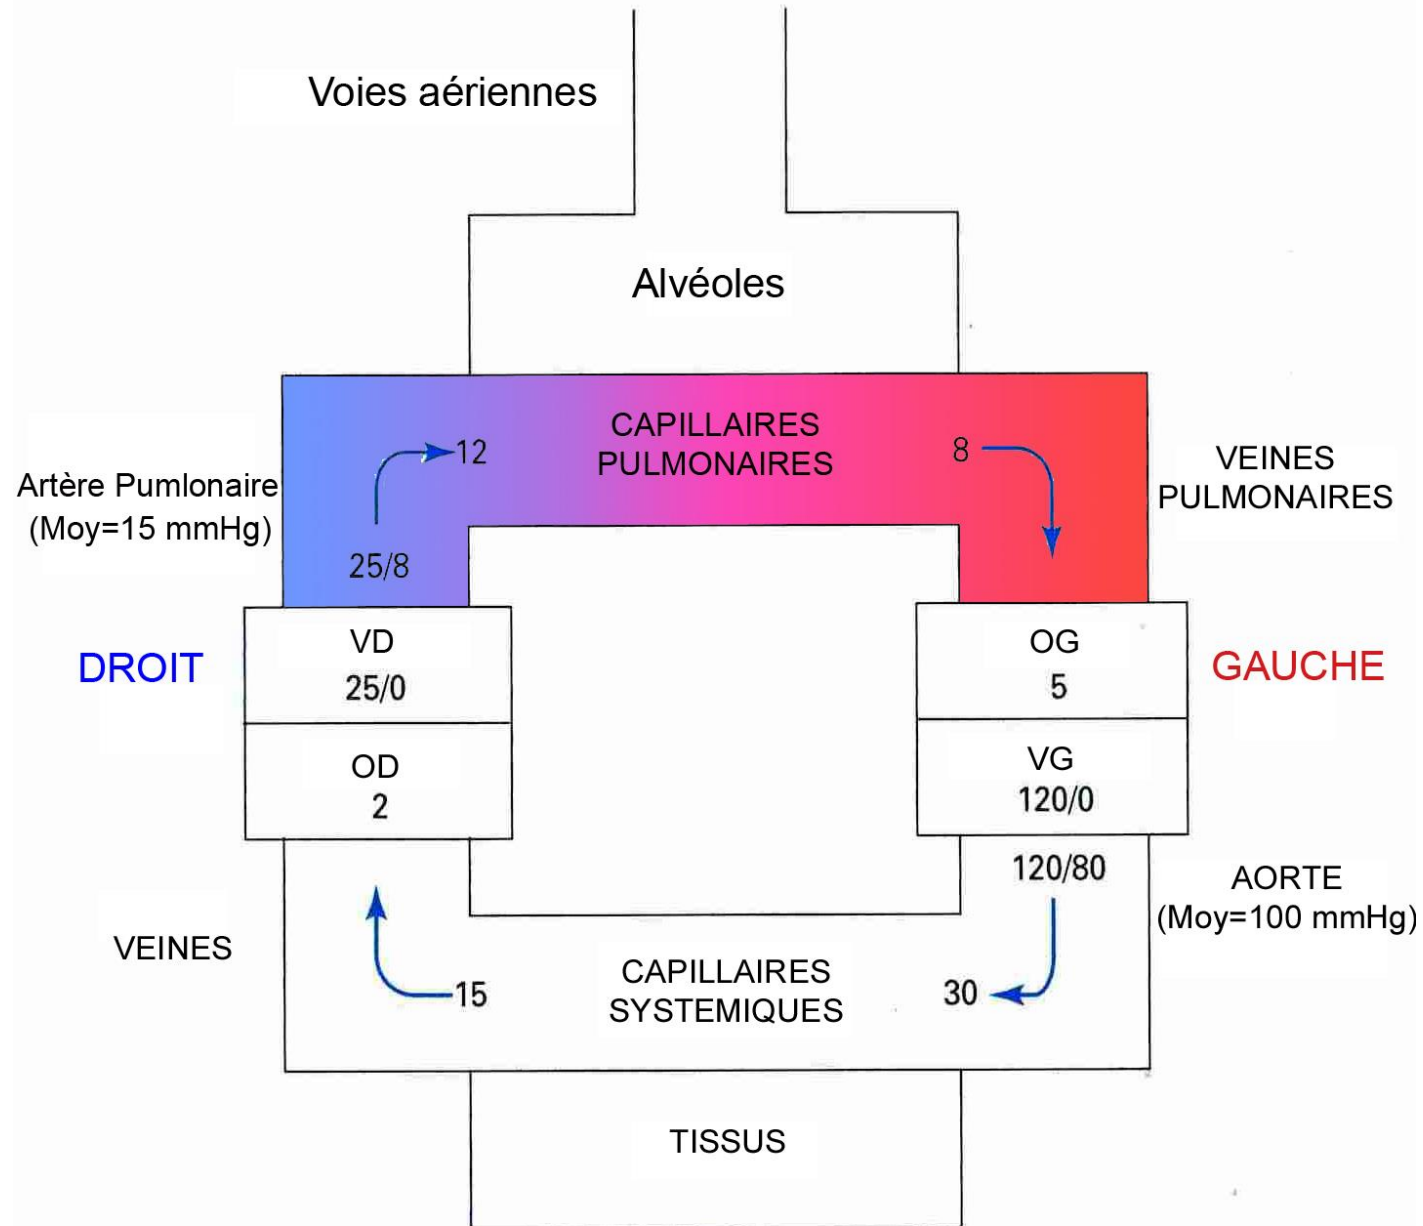 Voies aériennes
Alvéoles
CAPILLAIRES
PULMONAIRES
12
8
Artère Pumlonaire
(Moy=15 mmHg)
25/8
VEINES
PULMONAIRES
DROIT
VD
25/0
OD
2
OG
5
VG
120/0
GAUCHE
120/80
AORTE
(Moy=100 mmHg)
VEINES
15
CAPILLAIRES
SYSTEMIQUES
30
TISSUS